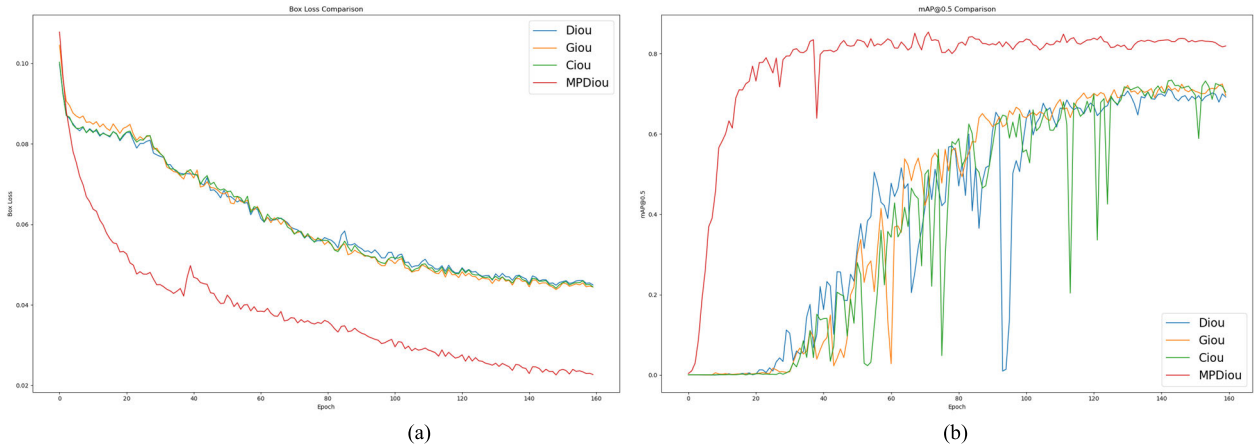 Box Loss Comparison
Diou
Giou
Ciou
MPDiou
0.10
0.08
0.06
0.04
0.02
Box Loss
0 20 40 60 80 100 120 140 160
Epoch
(a)
mAP@0.5 Comparison
0.8
0.6
0.4
0.2
0.0
mAP@0.5
Diou
Giou
Ciou
MPDiou
0 20 40 60 80 100 120 140 160
Epoch
(b)